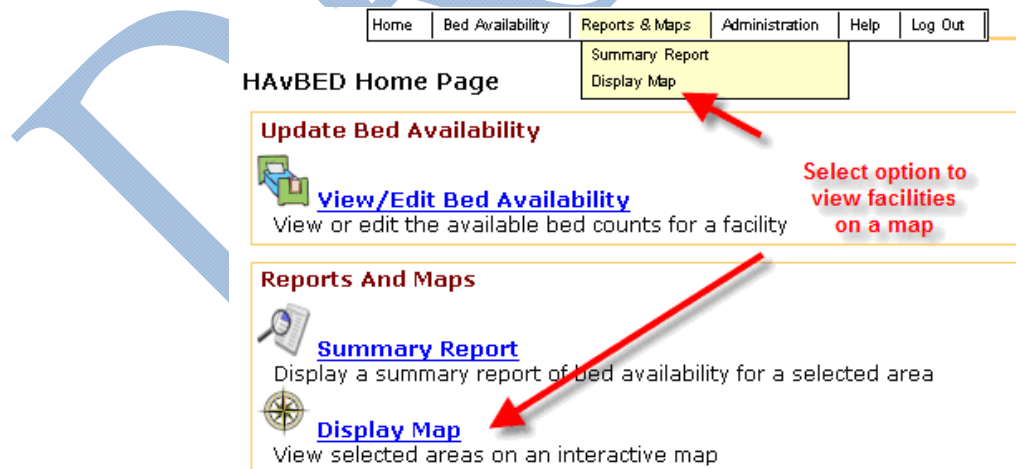 Home Bed Availability Reports & Maps Administration Help Log Out
Summary Report
Display Map
HAvBED Home Page
Update Bed Availability
View/Edit Bed Availability
View or edit the available bed counts for a facility
Select option to
view facilities
on a map
Reports And Maps
Summary Report
Display a summary report of bed availability for a selected area
Display Map
View selected areas on an interactive map